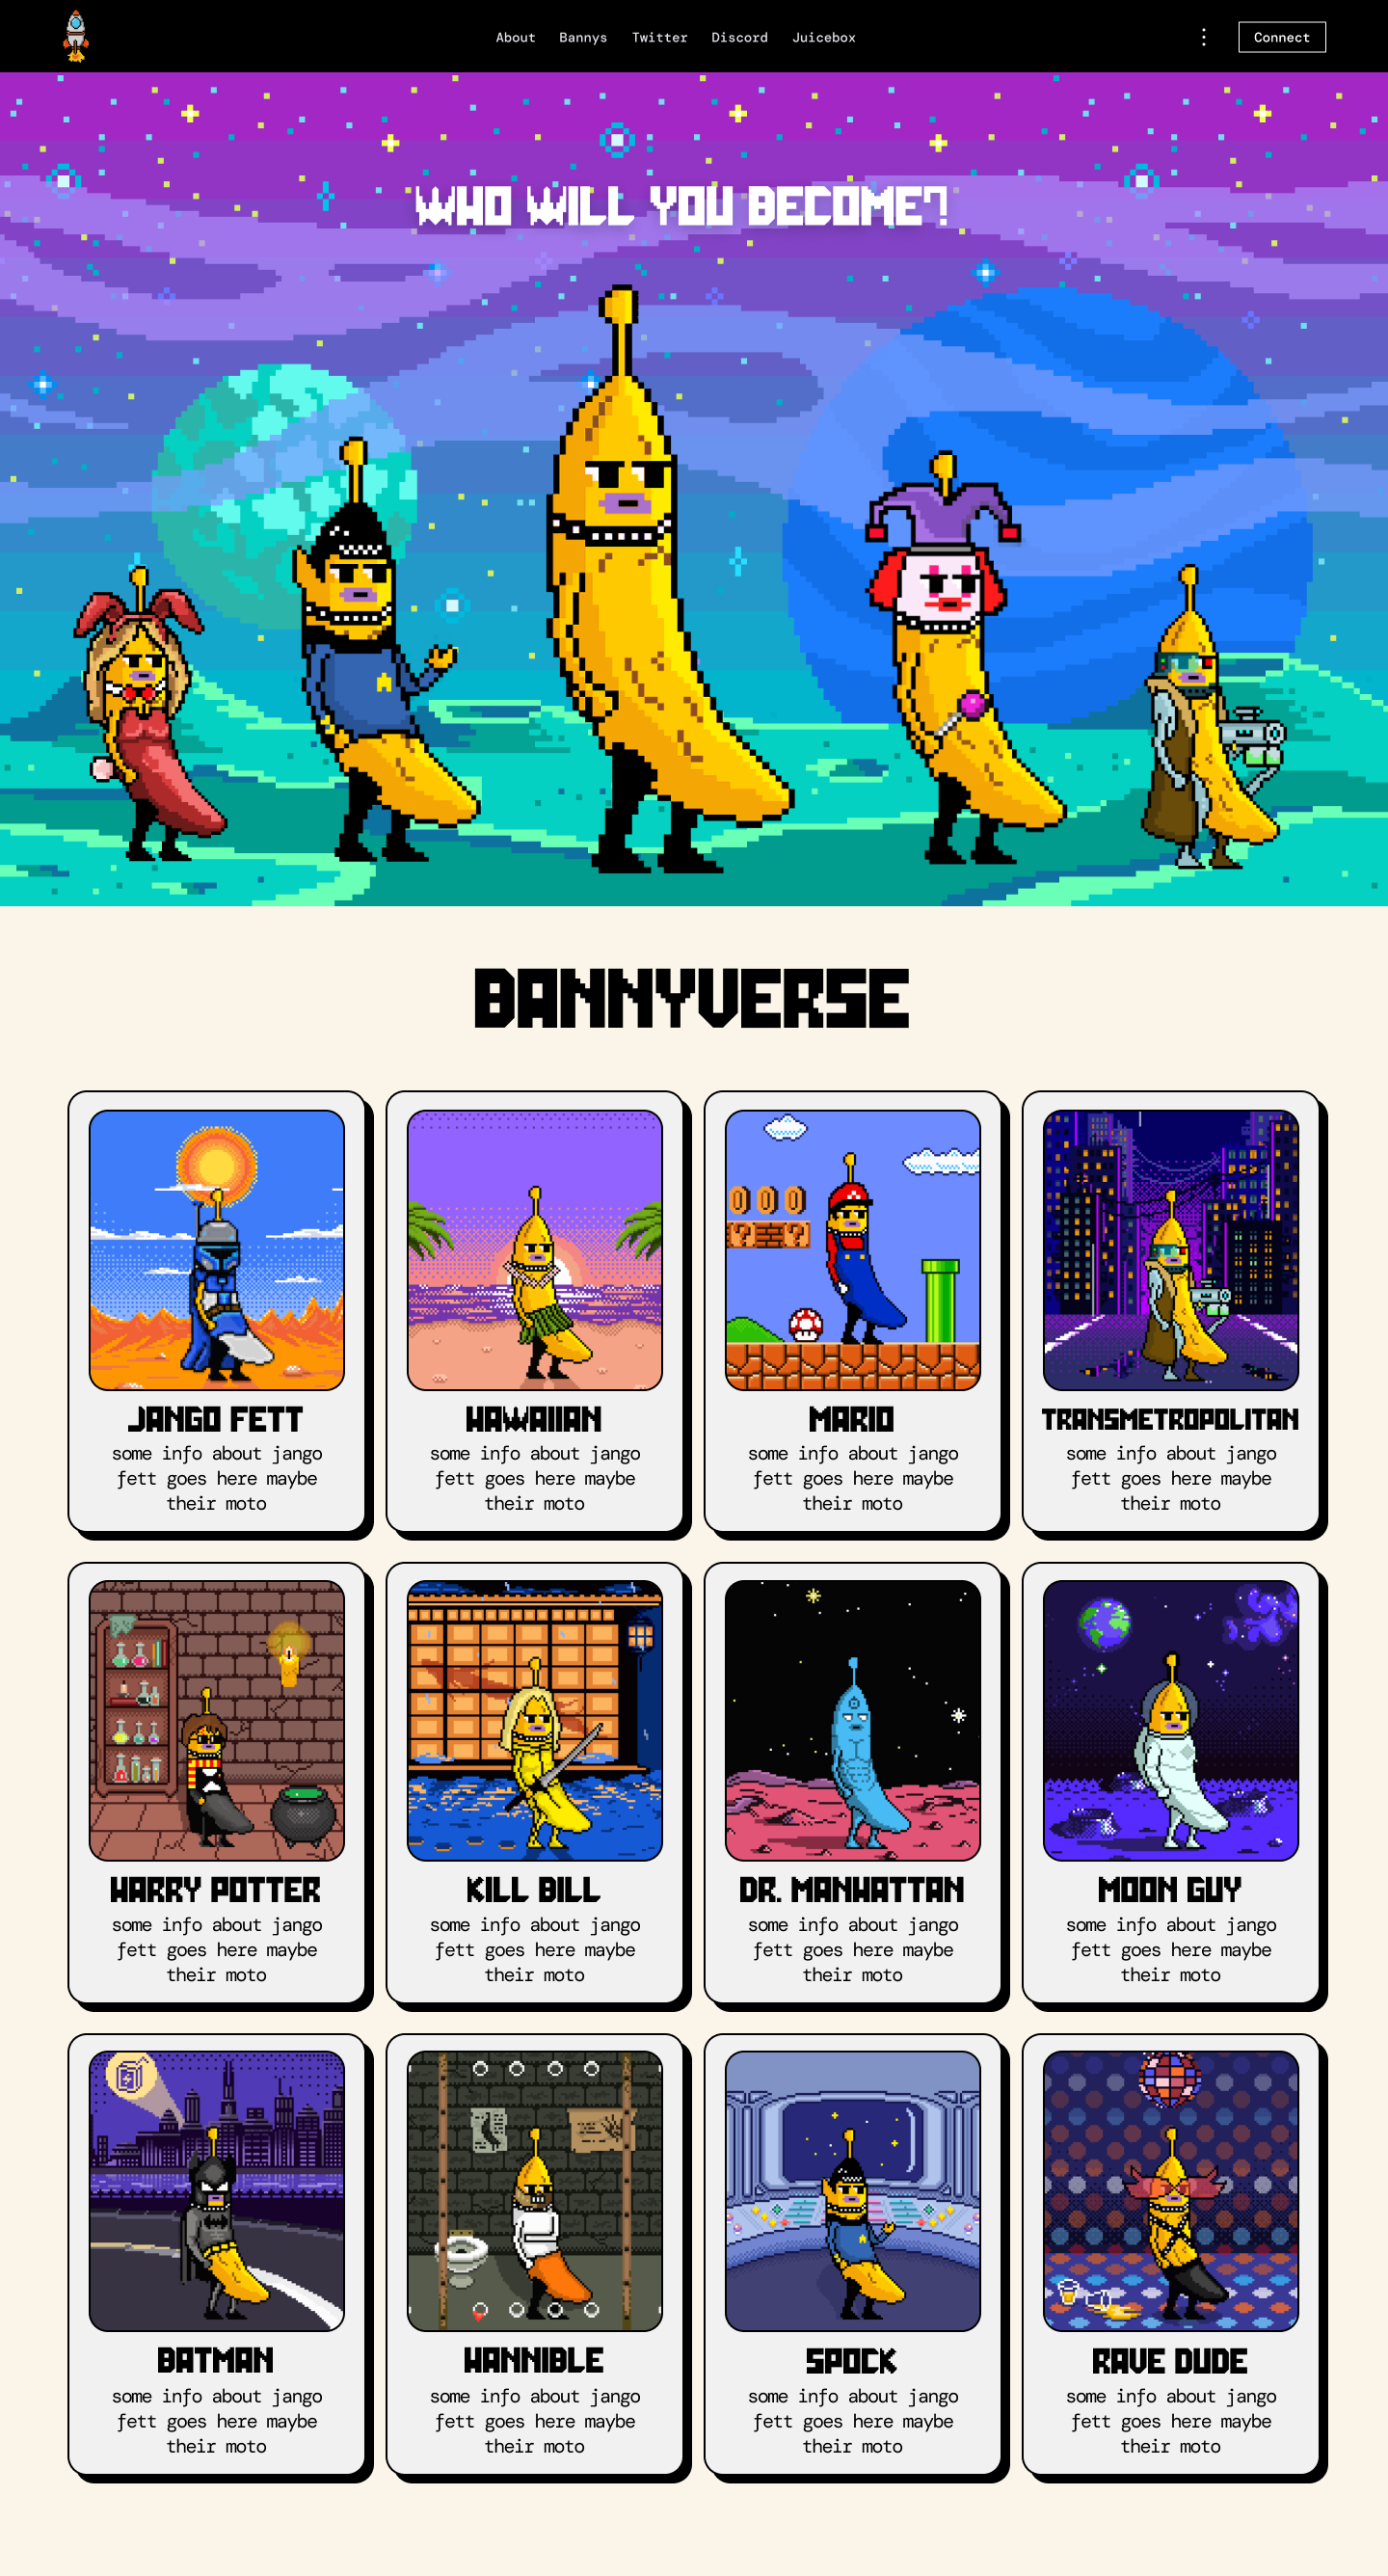 About Bannys Twitter Discord Juicebox Connect
WHO WILL YOU BECOME?
BANNYVERSE
JANGO FETT
some info about jango
fett goes here maybe
their moto
HAWAIIAN
some info about jango
fett goes here maybe
their moto
MARIO
some info about jango
fett goes here maybe
their moto
TRANSMETROPOLITAN
some info about jango
fett goes here maybe
their moto
HARRY POTTER
some info about jango
fett goes here maybe
their moto
KILL BILL
some info about jango
fett goes here maybe
their moto
DR. MANHATTAN
some info about jango
fett goes here maybe
their moto
MOON GUY
some info about jango
fett goes here maybe
their moto
BATMAN
some info about jango
fett goes here maybe
their moto
HANNIBLE
some info about jango
fett goes here maybe
their moto
SPOCK
some info about jango
fett goes here maybe
their moto
RAVE DUDE
some info about jango
fett goes here maybe
their moto